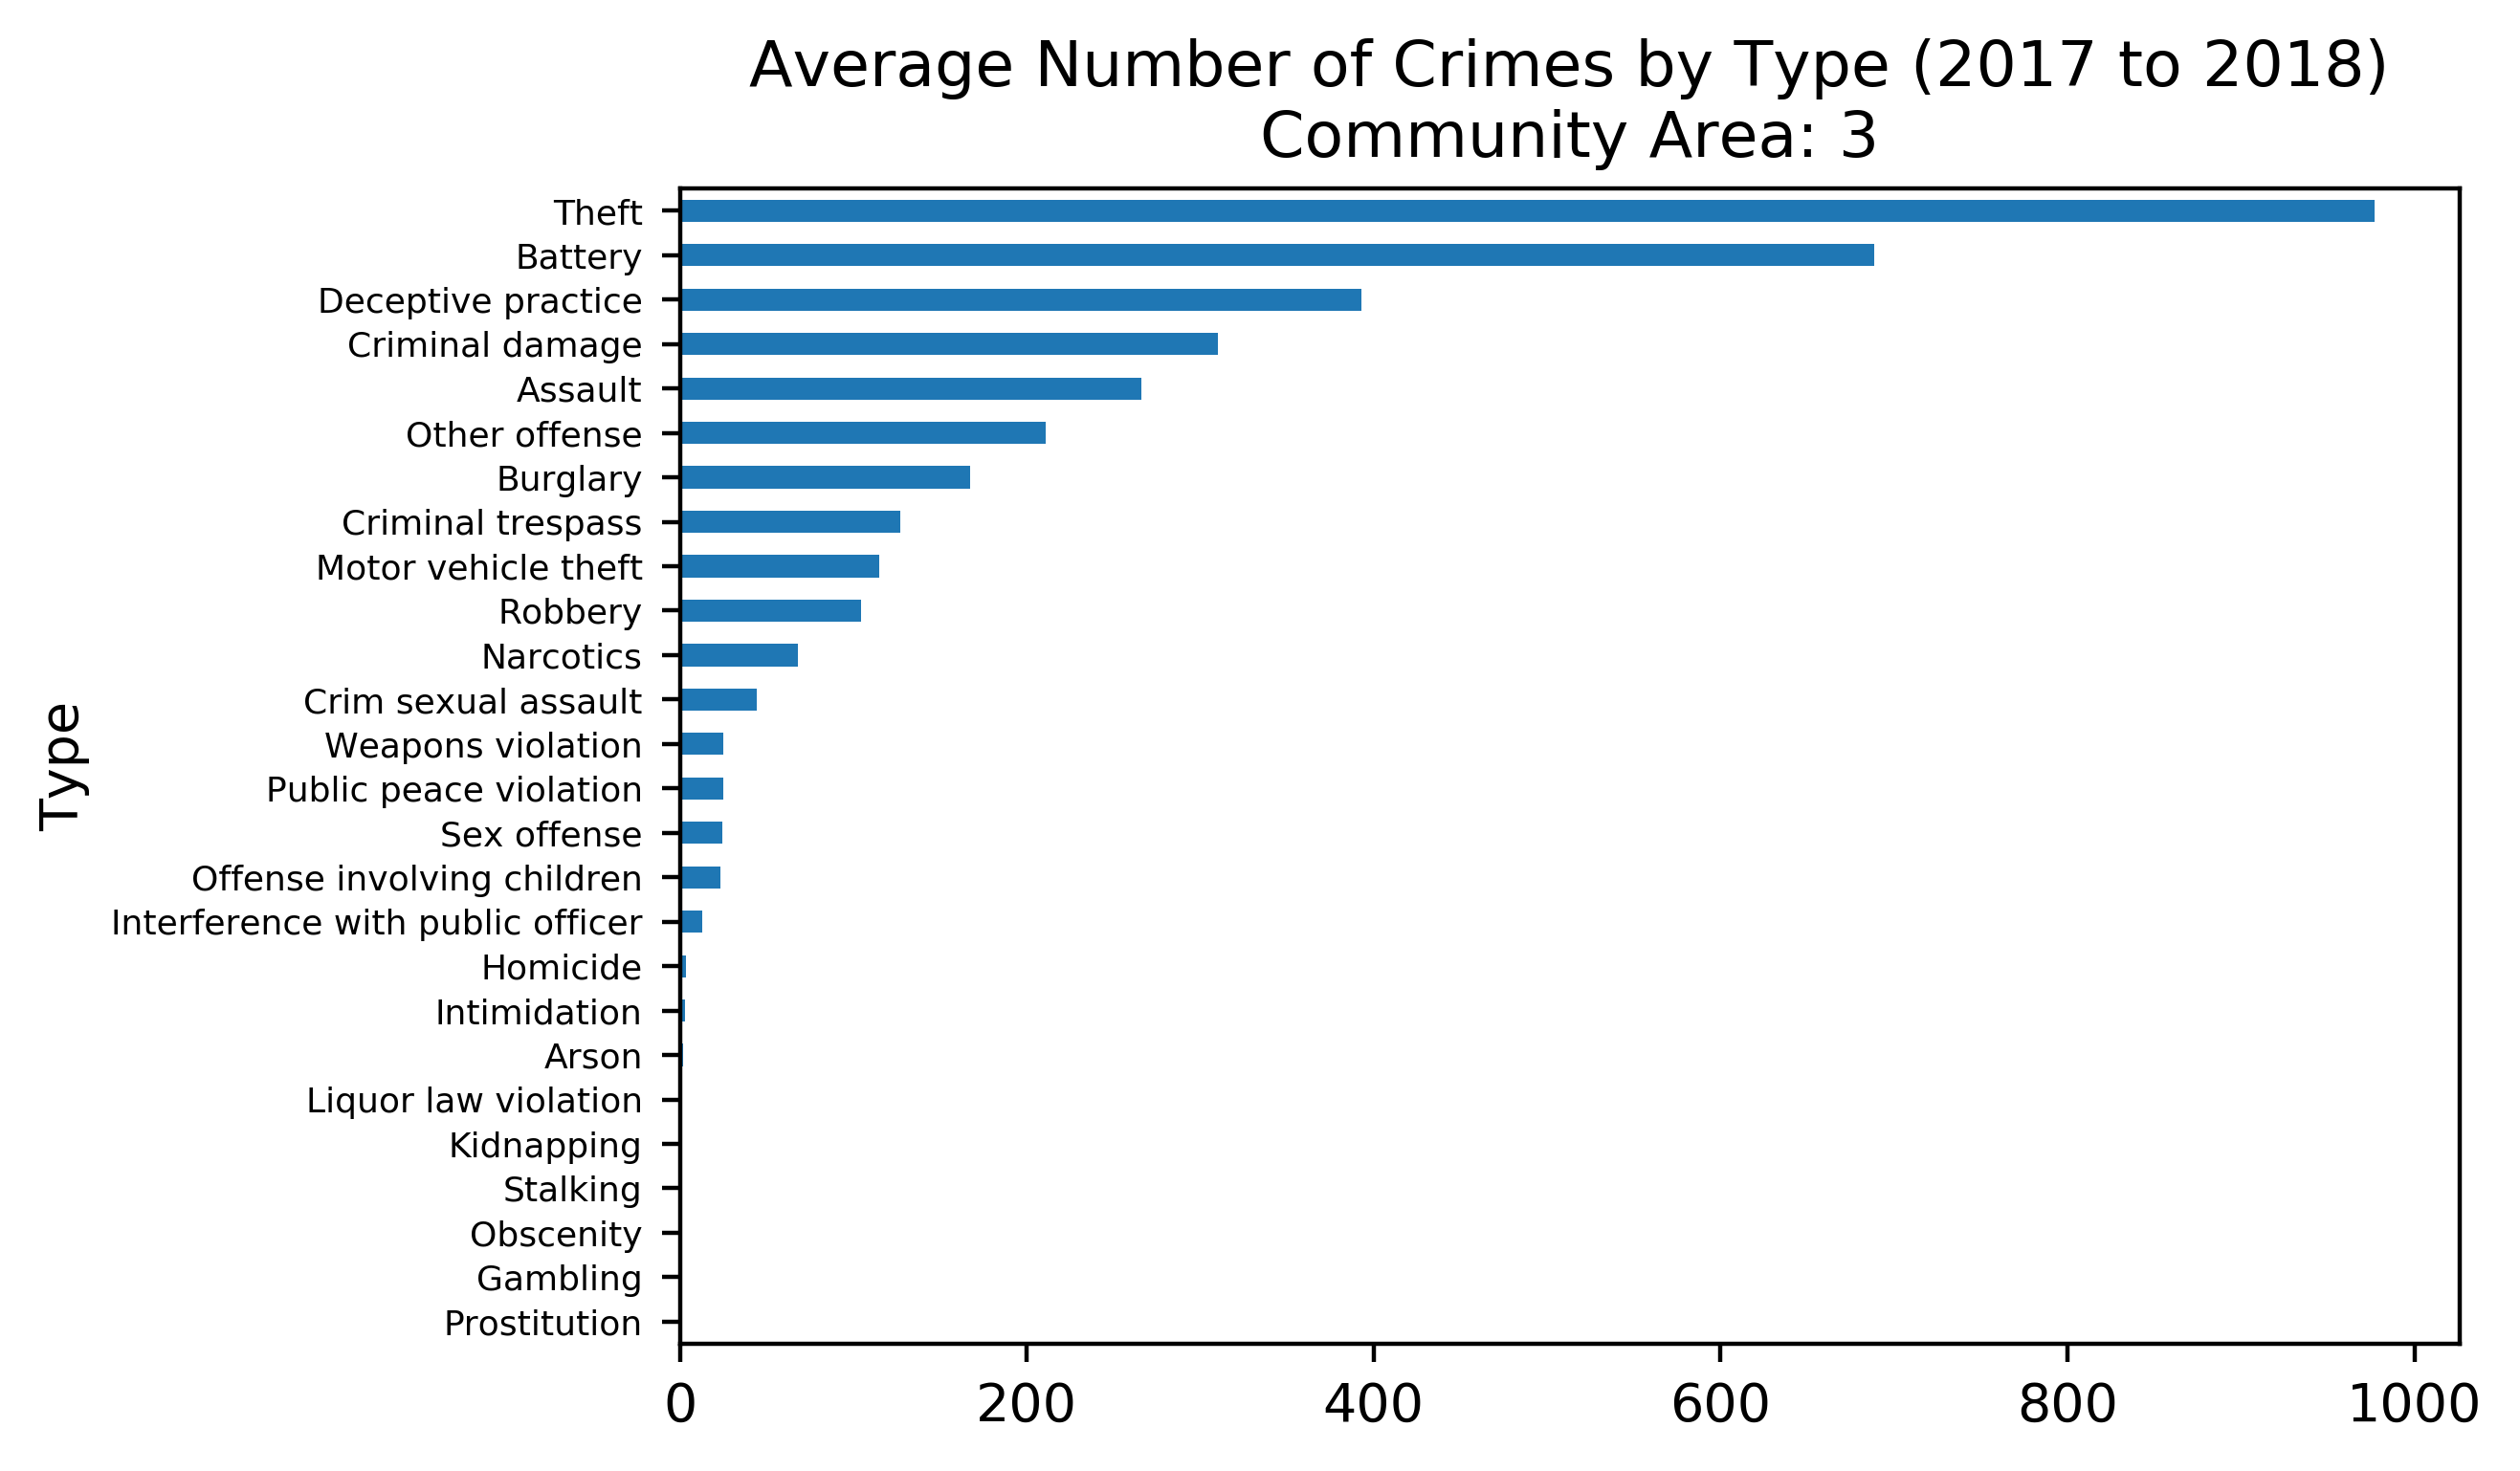 Average Number of Crimes by Type (2017 to 2018)
Community Area: 3
Type
Theft
Battery
Deceptive practice
Criminal damage
Assault
Other offense
Burglary
Criminal trespass
Motor vehicle theft
Robbery
Narcotics
Crim sexual assault
Weapons violation
Public peace violation
Sex offense
Offense involving children
Interference with public officer
Homicide
Intimidation
Arson
Liquor law violation
Kidnapping
Stalking
Obscenity
Gambling
Prostitution
0 200 400 600 800 1000